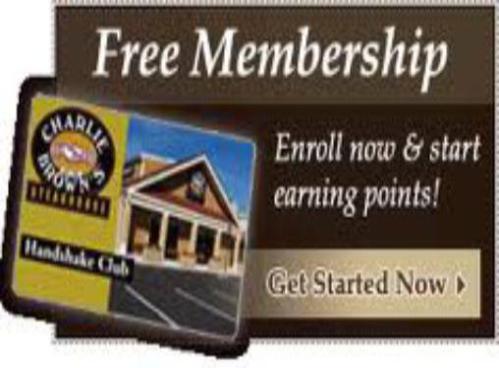 Free Membership
Enroll now & start
earning points!
Get Started Now
CHARLIE
BROWN'S
STEAKHOUSE
Handshake Club